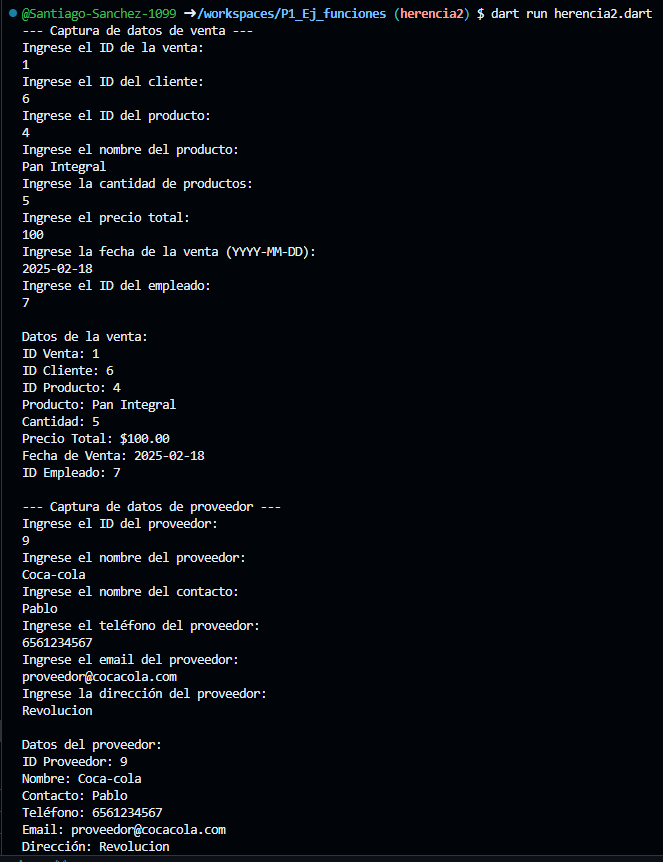 @Santiago-Sanchez-1099 ➜/workspaces/P1_Ej_funciones (herencia2) $ dart run herencia2.dart
--- Captura de datos de venta ---
Ingrese el ID de la venta:
1
Ingrese el ID del cliente:
6
Ingrese el ID del producto:
4
Ingrese el nombre del producto:
Pan Integral
Ingrese la cantidad de productos:
5
Ingrese el precio total:
100
Ingrese la fecha de la venta (YYYY-MM-DD):
2025-02-18
Ingrese el ID del empleado:
7
Datos de la venta:
ID Venta: 1
ID Cliente: 6
ID Producto: 4
Producto: Pan Integral
Cantidad: 5
Precio Total: $100.00
Fecha de Venta: 2025-02-18
ID Empleado: 7
--- Captura de datos de proveedor ---
Ingrese el ID del proveedor:
9
Ingrese el nombre del proveedor:
Coca-cola
Ingrese el nombre del contacto:
Pablo
Ingrese el teléfono del proveedor:
6561234567
Ingrese el email del proveedor:
proveedor@cocacola.com
Ingrese la dirección del proveedor:
Revolucion
Datos del proveedor:
ID Proveedor: 9
Nombre: Coca-cola
Contacto: Pablo
Teléfono: 6561234567
Email: proveedor@cocacola.com
Dirección: Revolucion